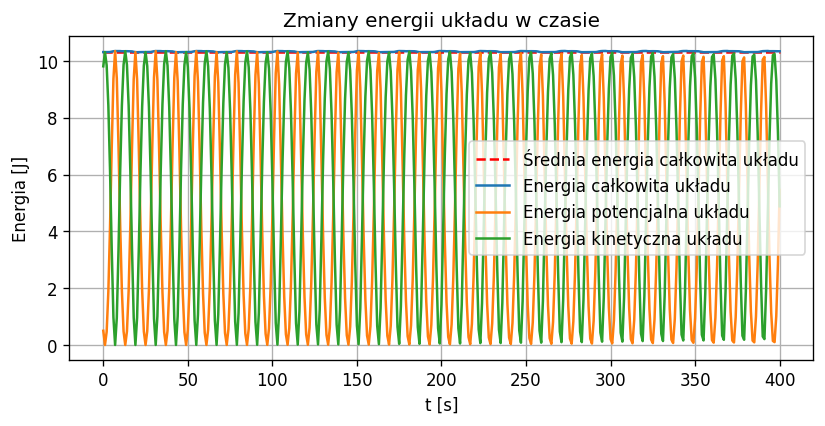 Zmiany energii układu w czasie
Energia [J]
10
8
6
4
2
0
Średnia energia całkowita układu
Energia całkowita układu
Energia potencjalna układu
Energia kinetyczna układu
0 50 100 150 200 250 300 350 400
t [s]